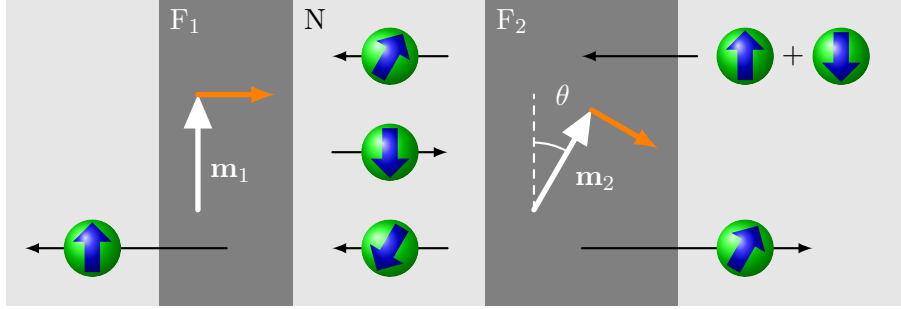 F₁
N
F₂
+
θ
m₁
m₂